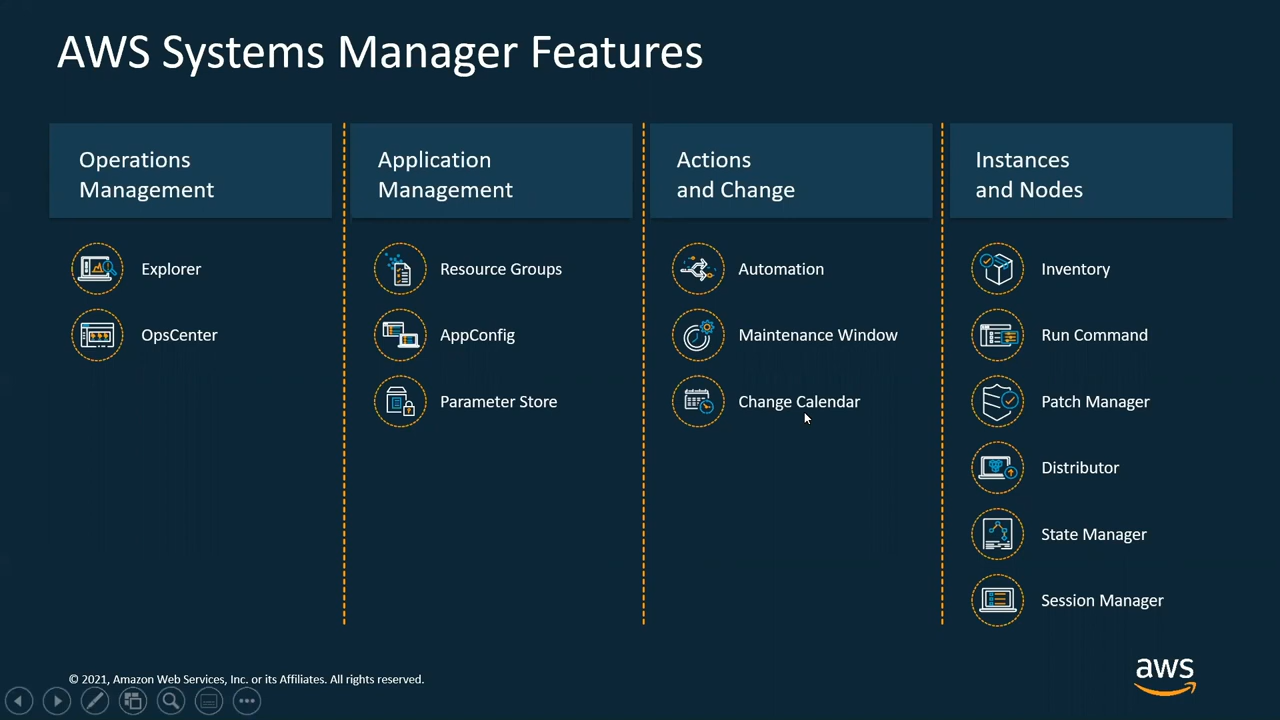 AWS Systems Manager Features
Operations
Management
Explorer
OpsCenter
Application
Management
Resource Groups
AppConfig
Parameter Store
Actions
and Change
Automation
Maintenance Window
Change Calendar
Instances
and Nodes
Inventory
Run Command
Patch Manager
Distributor
State Manager
Session Manager
© 2021, Amazon Web Services, Inc. or its Affiliates. All rights reserved.
aws